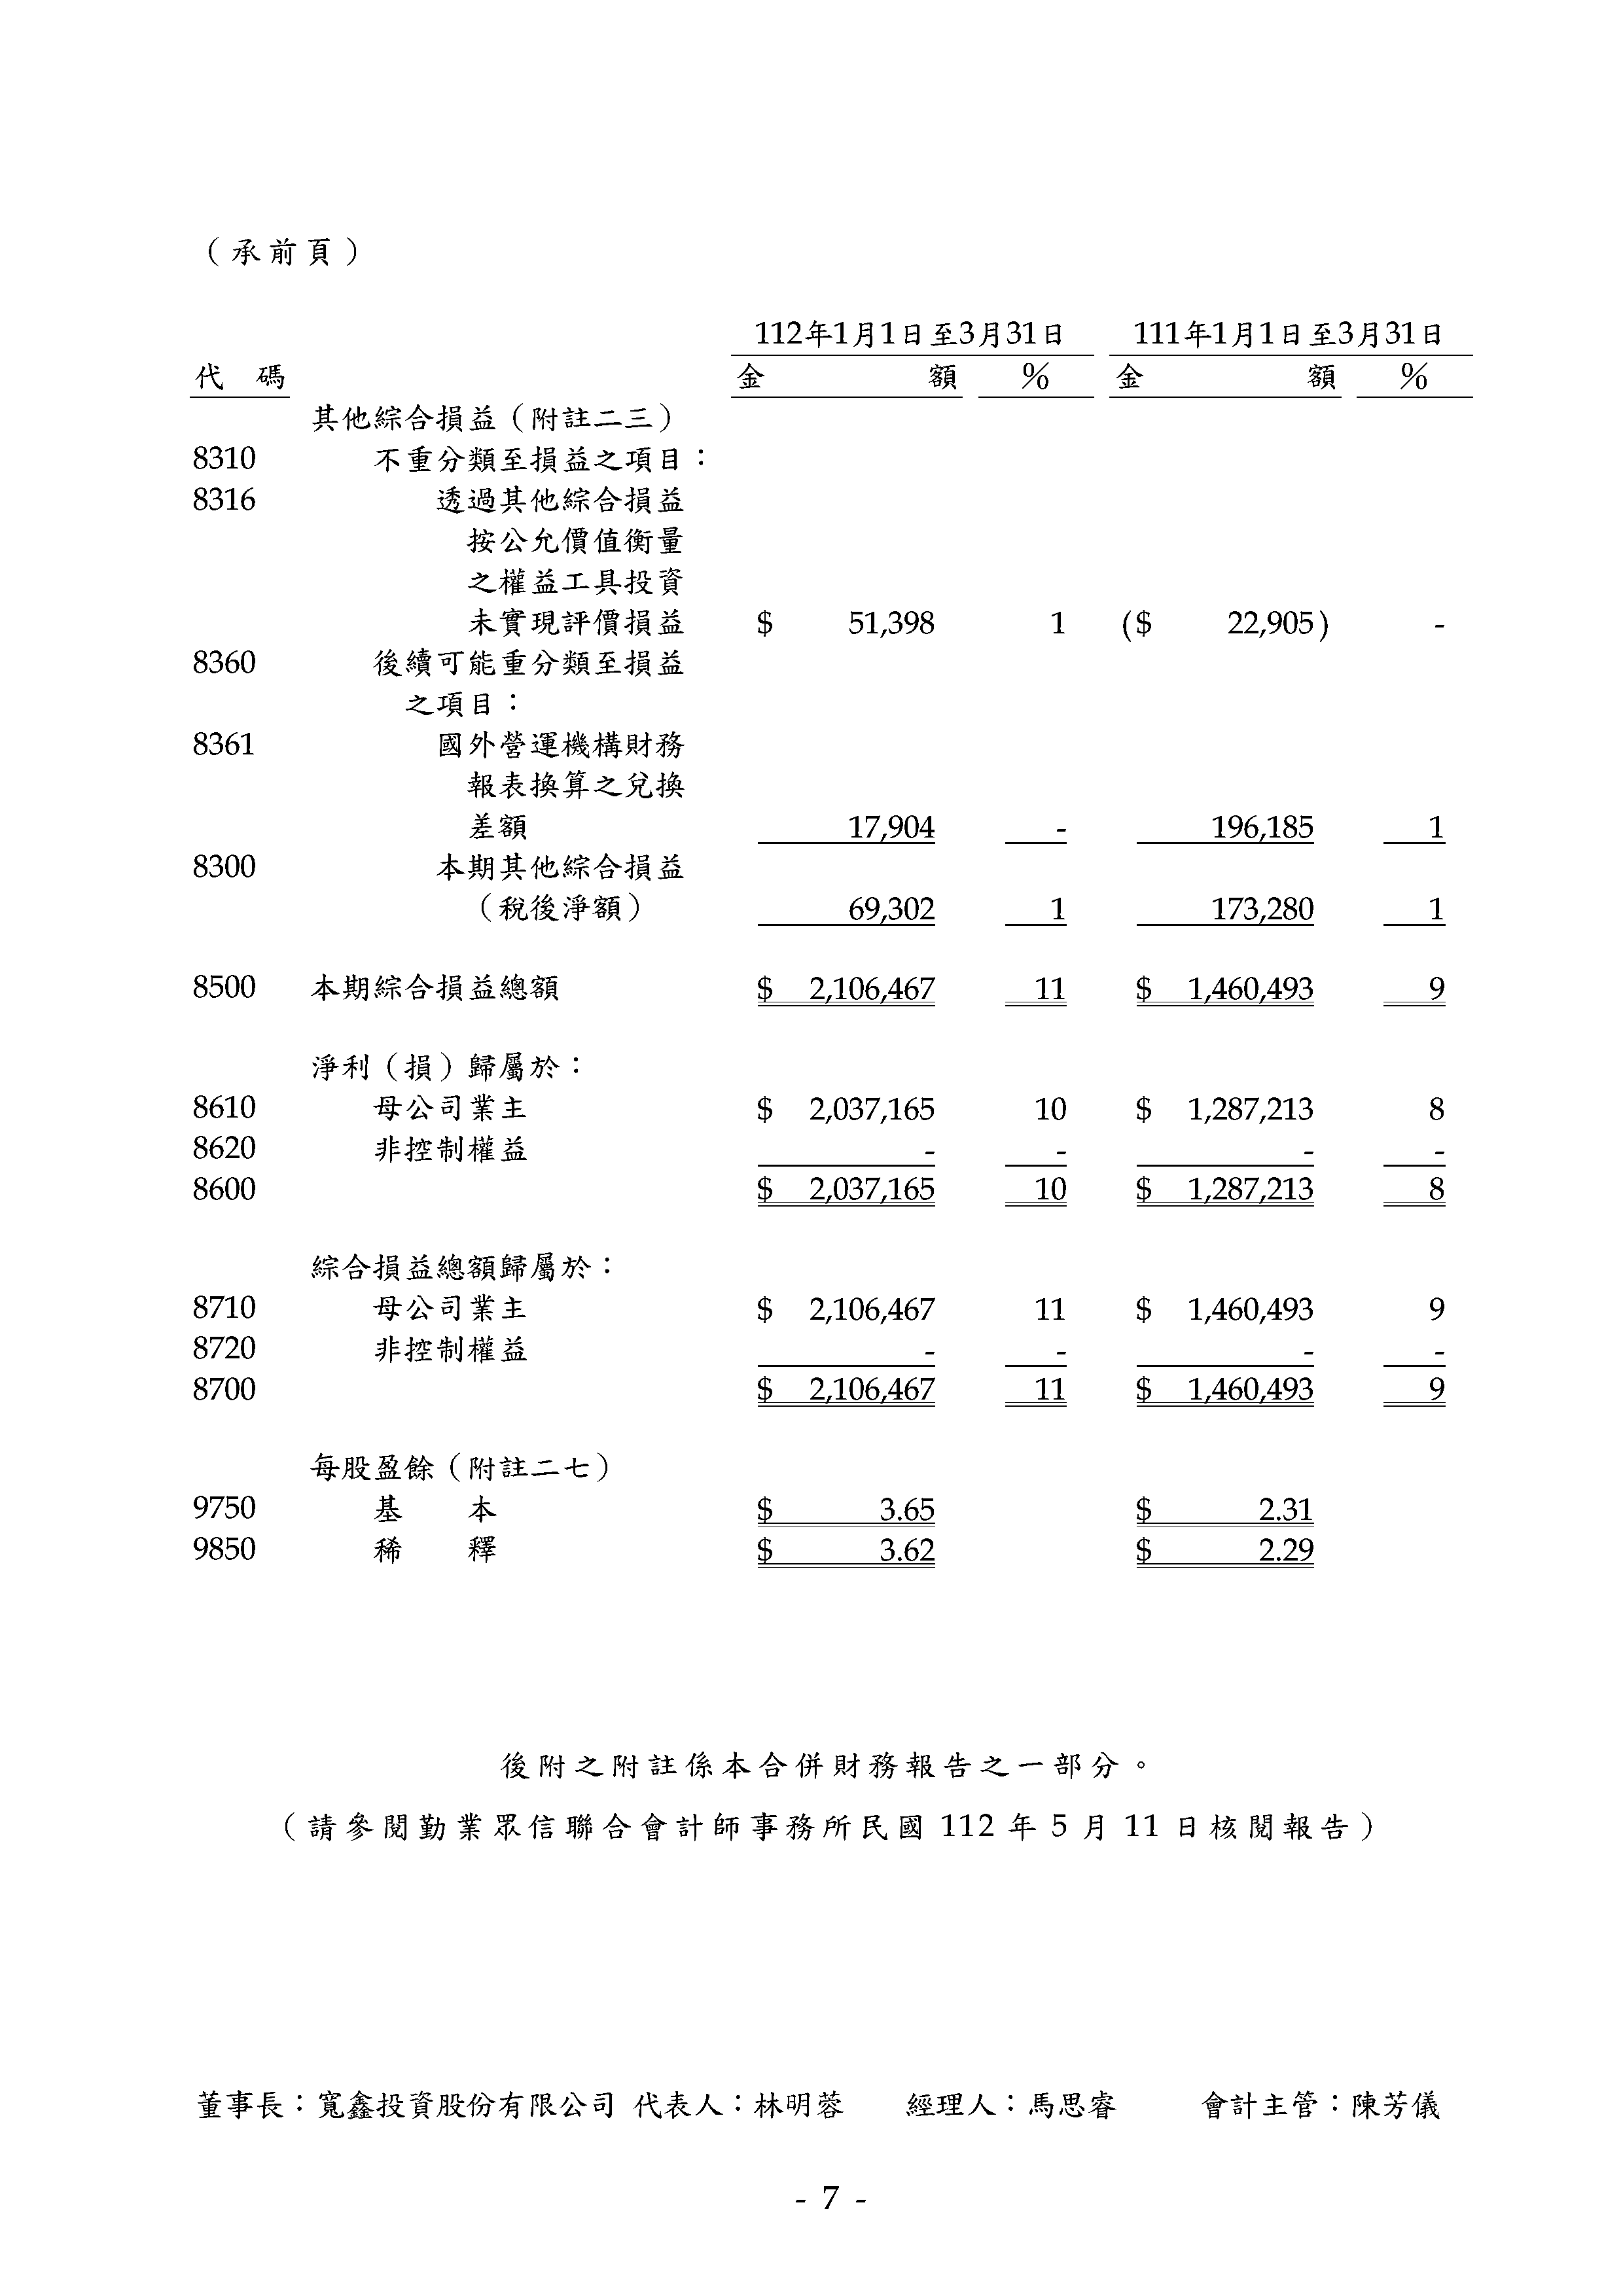 （承前頁）
112年1月1日至3月31日 111年1月1日至3月31日
代 碼 金 額 ％ 金 額 ％
其他綜合損益（附註二三）
8310 不重分類至損益之項目：
8316 透過其他綜合損益
按公允價值衡量
之權益工具投資
未實現評價損益 $ 51,398 1 ($ 22,905) -
8360 後續可能重分類至損益
之項目：
8361 國外營運機構財務
報表換算之兌換
差額 17,904 - 196,185 1
8300 本期其他綜合損益
（稅後淨額） 69,302 1 173,280 1
8500 本期綜合損益總額 $ 2,106,467 11 $ 1,460,493 9
淨利（損）歸屬於：
8610 母公司業主 $ 2,037,165 10 $ 1,287,213 8
8620 非控制權益 - - - -
8600 $ 2,037,165 10 $ 1,287,213 8
綜合損益總額歸屬於：
8710 母公司業主 $ 2,106,467 11 $ 1,460,493 9
8720 非控制權益 - - - -
8700 $ 2,106,467 11 $ 1,460,493 9
每股盈餘（附註二七）
9750 基 本 $ 3.65 $ 2.31
9850 稀 釋 $ 3.62 $ 2.29
後附之附註係本合併財務報告之一部分。
（請參閱勤業眾信聯合會計師事務所民國 112 年 5 月 11 日核閱報告）
董事長：寬鑫投資股份有限公司 代表人：林明蓉 經理人：馬思睿 會計主管：陳芳儀
- 7 -